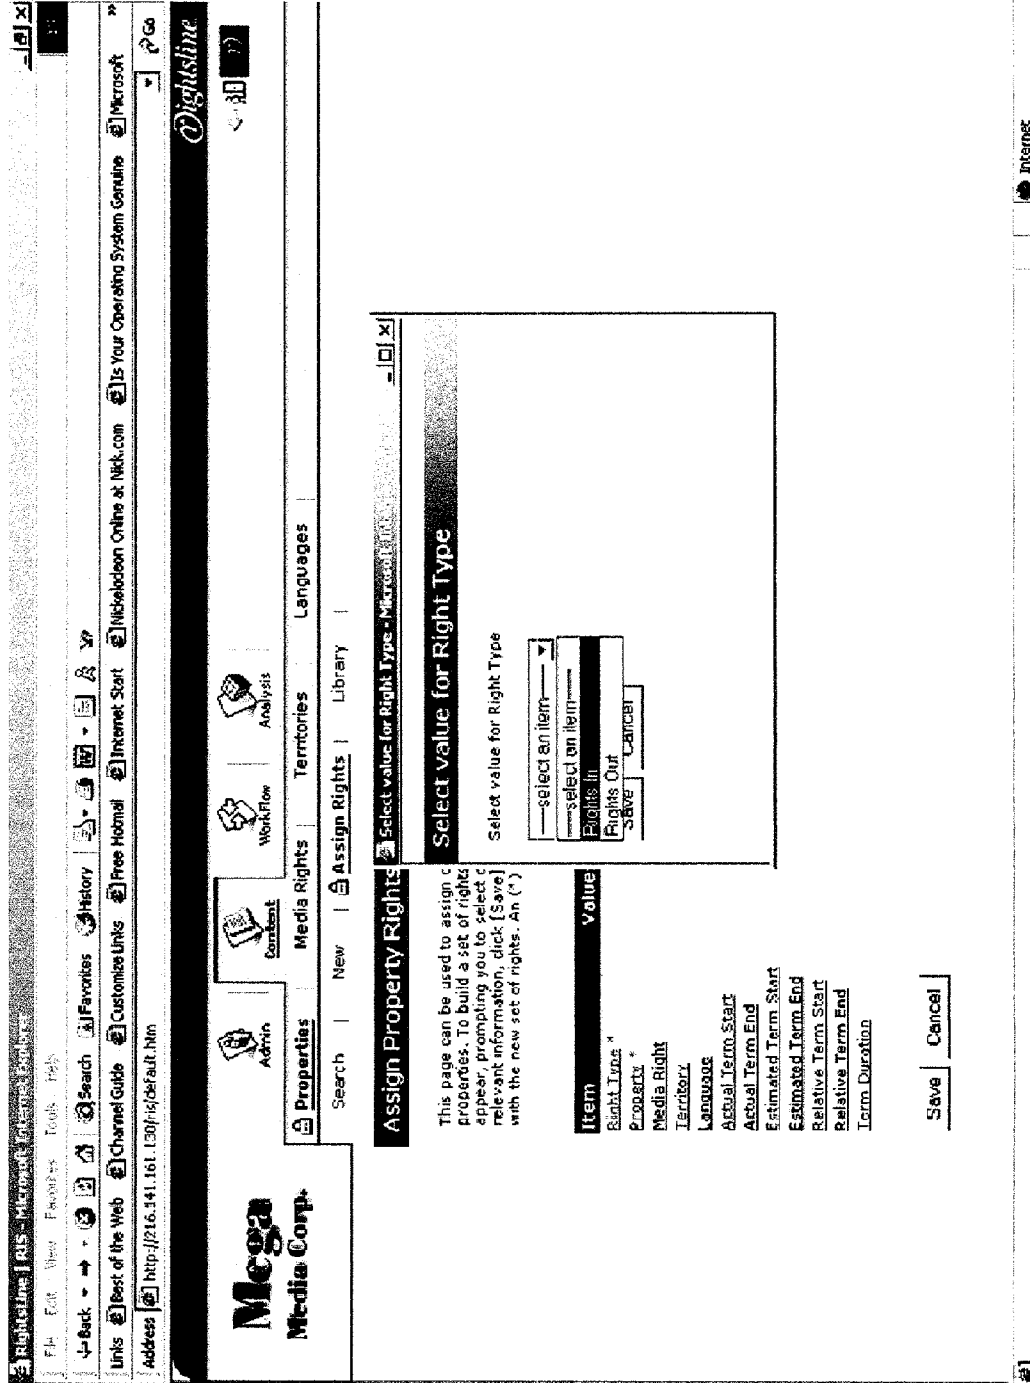 Rightsline | RIS - Microsoft Internet Explorer
File Edit View Favorites Tools Help
Back Search Favorites History
Links Best of the Web Channel Guide Customize Links Free Hotmail Internet Start Nickelodeon Online at Nick.com Is Your Operating System Genuine Microsoft »
Address http://216.141.161.130/ris/default.htm Go
Rightsline
Mega
Media Corp.
Admin Content WorkFlow Analysis
Properties Media Rights Territories Languages
Search | New | Assign Rights | Library |
Assign Property Rights
This page can be used to assign
properties. To build a set of rights
appear, prompting you to select
relevant information, click [Save]
with the new set of rights. An (*)
Item Value
Right Type *
Property *
Media Right
Territory
Language
Actual Term Start
Actual Term End
Estimated Term Start
Estimated Term End
Relative Term Start
Relative Term End
Term Duration
Save Cancel
Select value for Right Type - Microsoft
Select value for Right Type
Select value for Right Type
-----select an item-----
-----select an item-----
Rights In
Rights Out
Save Cancel
Internet